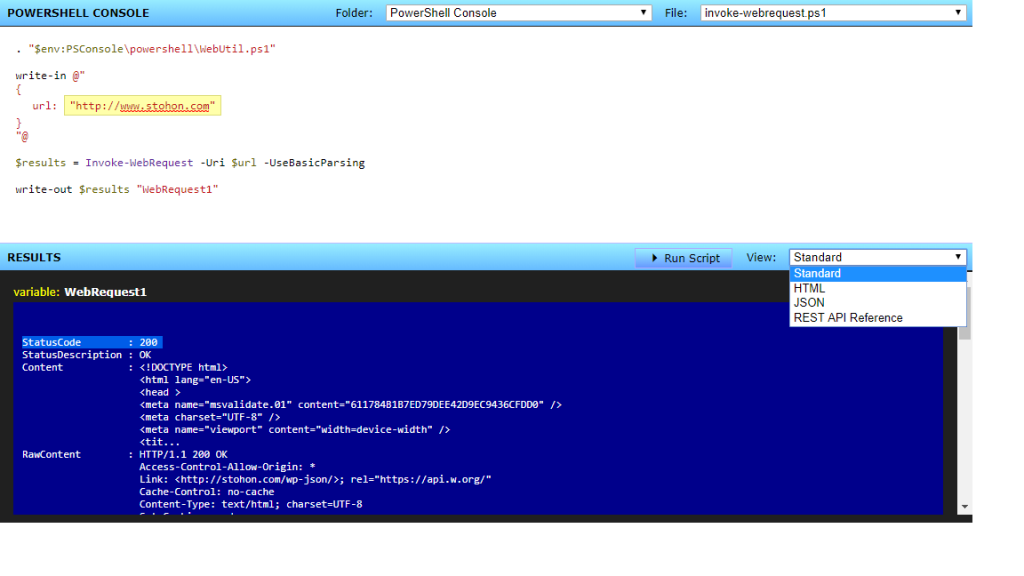 POWERSHELL CONSOLE Folder: PowerShell Console File: invoke-webrequest.ps1
. "$env:PSConsole\powershell\WebUtil.ps1"
write-in @"
{
url: "http://www.stohon.com"
}
"@
$results = Invoke-WebRequest -Uri $url -UseBasicParsing
write-out $results "WebRequest1"
RESULTS Run Script View: Standard
Standard
HTML
JSON
REST API Reference
variable: WebRequest1
StatusCode : 200
StatusDescription : OK
Content : <!DOCTYPE html>
<html lang="en-US">
<head >
<meta name="msvalidate.01" content="611784B1B7ED79DEE42D9EC9436CFDD0" />
<meta charset="UTF-8" />
<meta name="viewport" content="width=device-width" />
<tit...
RawContent : HTTP/1.1 200 OK
Access-Control-Allow-Origin: *
Link: <http://stohon.com/wp-json/>; rel="https://api.w.org/"
Cache-Control: no-cache
Content-Type: text/html; charset=UTF-8